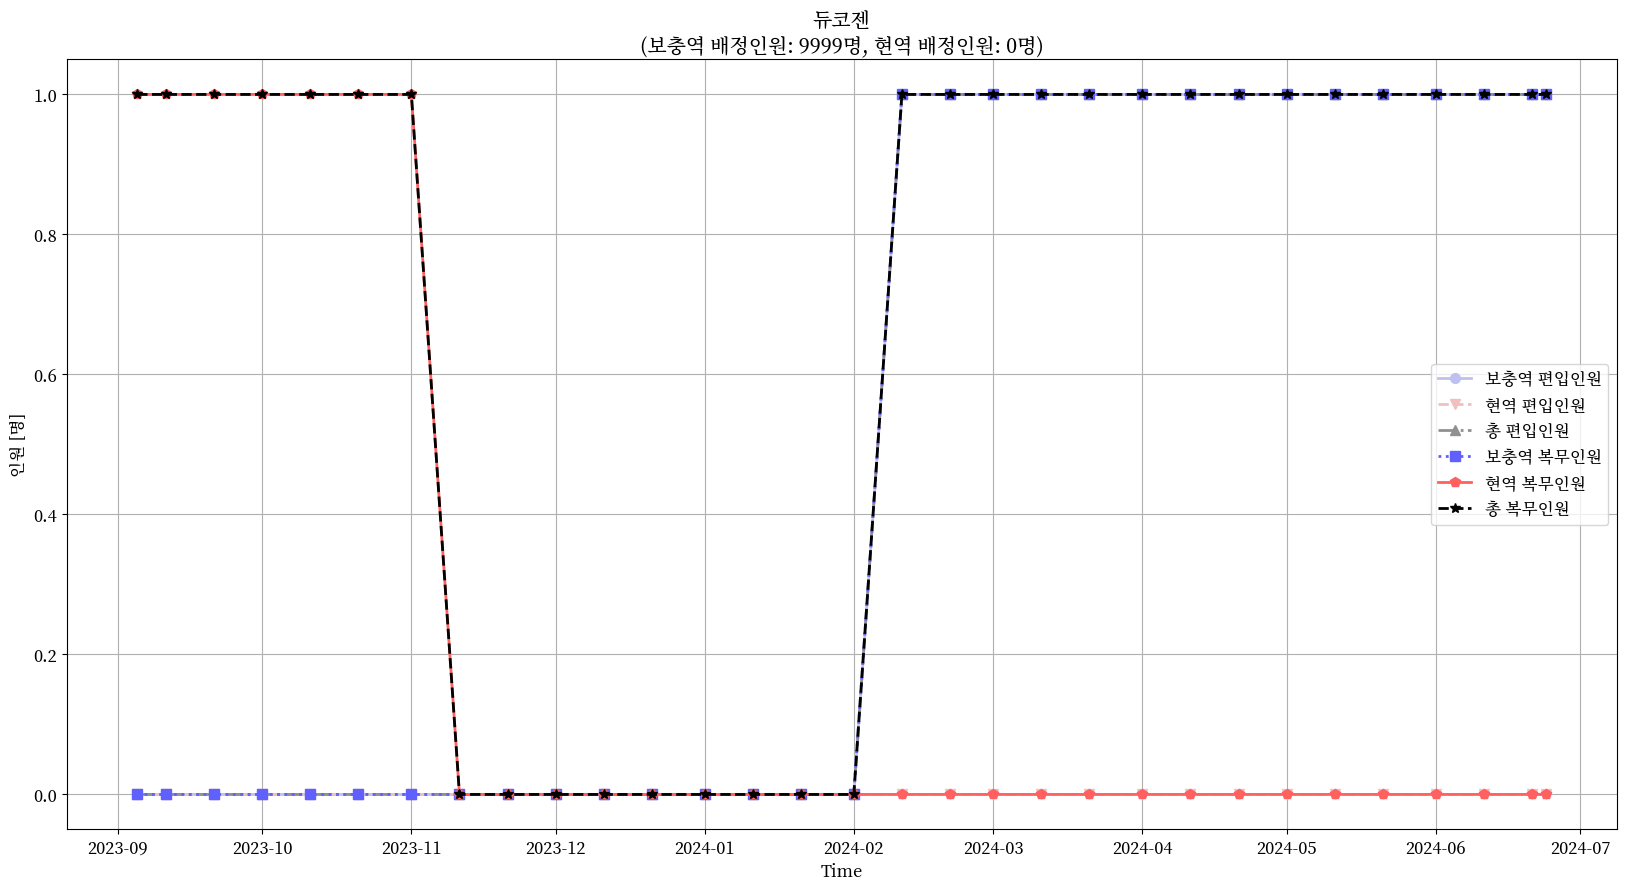 듀코젠
(보충역 배정인원: 9999명, 현역 배정인원: 0명)
인원 [명]
1.0
0.8
0.6
0.4
0.2
0.0
보충역 편입인원
현역 편입인원
총 편입인원
보충역 복무인원
현역 복무인원
총 복무인원
2023-09
2023-10
2023-11
2023-12
2024-01
2024-02
2024-03
2024-04
2024-05
2024-06
2024-07
Time